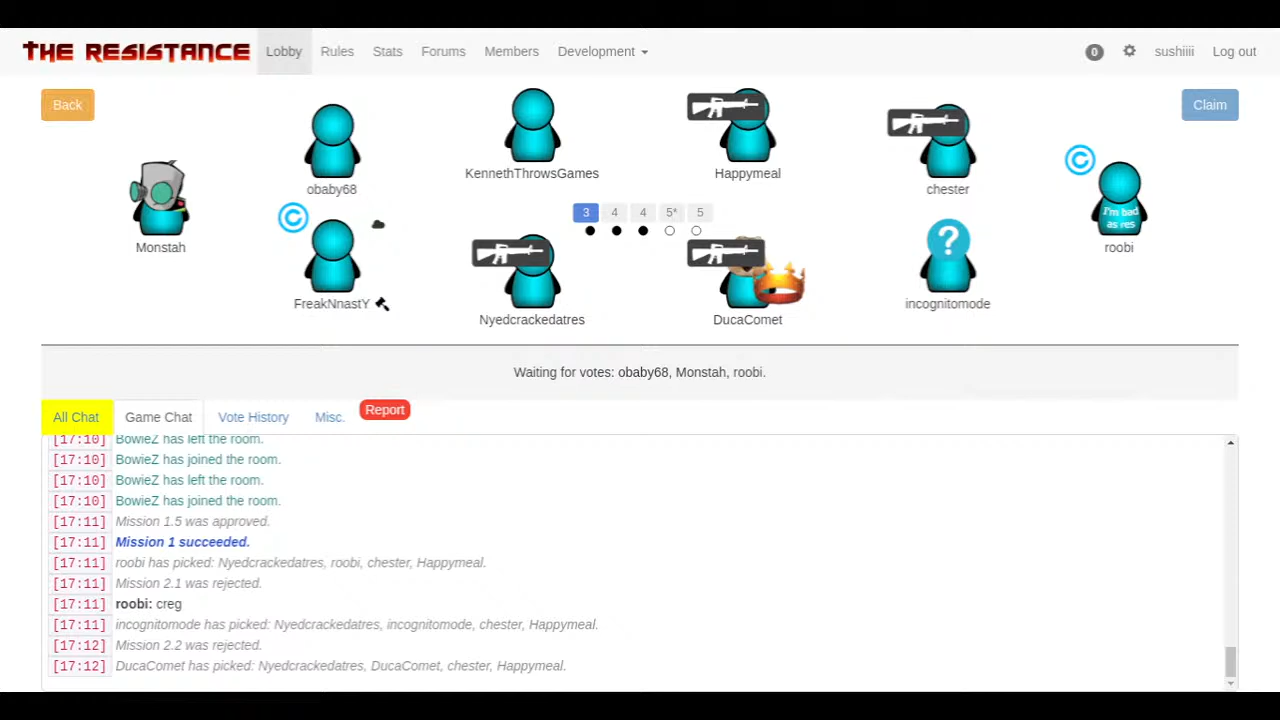 THE RESISTANCE Lobby Rules Stats Forums Members Development 0 sushiiii Log out
Back
Claim
obaby68
KennethThrowsGames
Happymeal
chester
Monstah
I'm bad
as res
roobi
3 4 4 5* 5
FreakNnastY
Nyedcrackedatres
DucaComet
?
incognitomode
C
C
Waiting for votes: obaby68, Monstah, roobi.
All Chat Game Chat Vote History Misc. Report
[17:10] BowieZ has left the room.
[17:10] BowieZ has joined the room.
[17:10] BowieZ has left the room.
[17:10] BowieZ has joined the room.
[17:11] Mission 1.5 was approved.
[17:11] Mission 1 succeeded.
[17:11] roobi has picked: Nyedcrackedatres, roobi, chester, Happymeal.
[17:11] Mission 2.1 was rejected.
[17:11] roobi: creg
[17:11] incognitomode has picked: Nyedcrackedatres, incognitomode, chester, Happymeal.
[17:12] Mission 2.2 was rejected.
[17:12] DucaComet has picked: Nyedcrackedatres, DucaComet, chester, Happymeal.